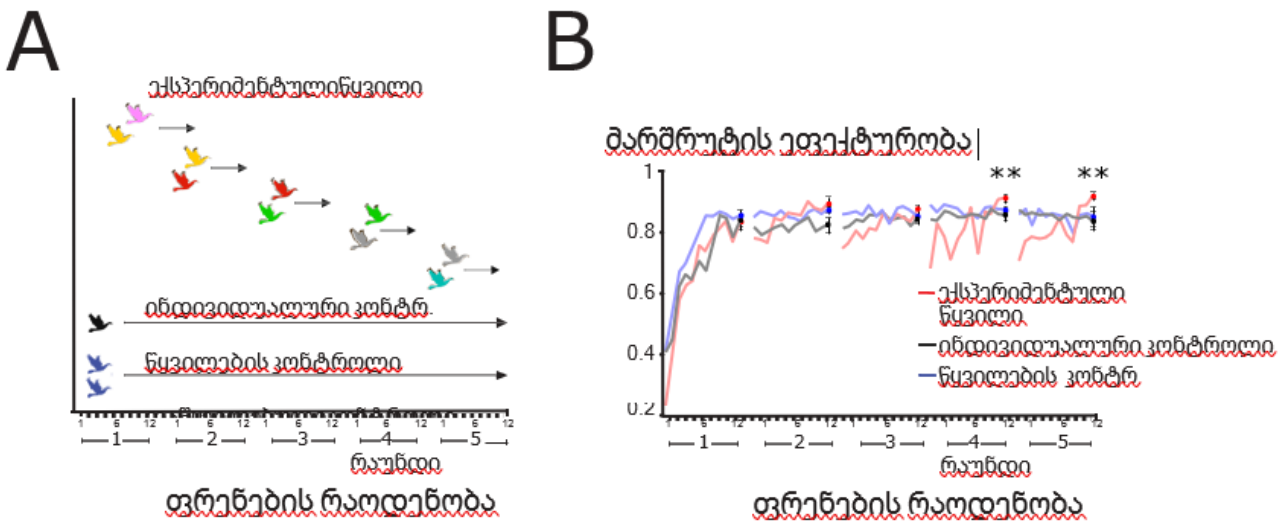 A
ექსპერიმენტულიწყვილი
ინდივიდუალური კონტრ.
წყვილების კონტროლი
1 6 12 1 6 12 1 6 12 1 6 12 1 6 12
1 2 3 4 5
რაუნდი
ფრენების რაოდენობა
B
მარშრუტის ეფექტურობა
** **
1
0.8
0.6
0.4
0.2
ექსპერიმენტული
წყვილი
ინდივიდუალური კონტროლი
წყვილების კონტრ
1 6 12 1 6 12 1 6 12 1 6 12 1 6 12
1 2 3 4 5
რაუნდი
ფრენების რაოდენობა